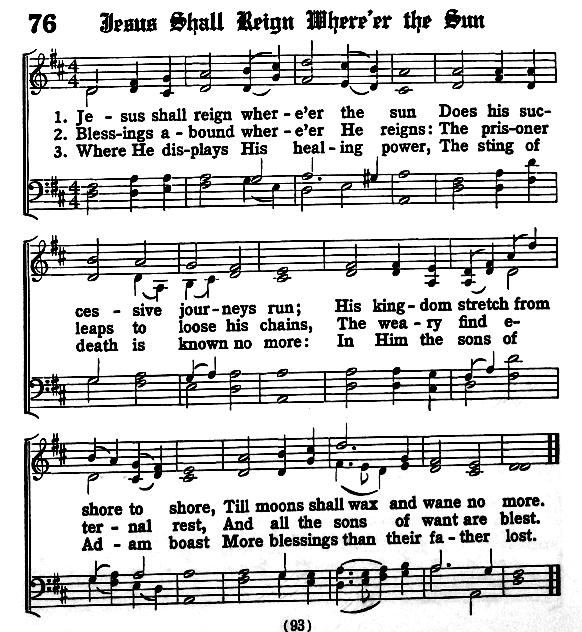 76 Jesus Shall Reign Where'er the Sun
1. Je - sus shall reign wher - e'er the sun Does his suc-
2. Bless-ings a - bound wher - e'er He reigns: The pris-oner
3. Where He dis-plays His heal - ing power, The sting of
ces - sive jour-neys run; His king-dom stretch from
leaps to loose his chains, The wea - ry find e-
death is known no more: In Him the sons of
shore to shore, Till moons shall wax and wane no more.
ter - nal rest, And all the sons of want are blest.
Ad - am boast More blessings than their fa - ther lost.
(93)